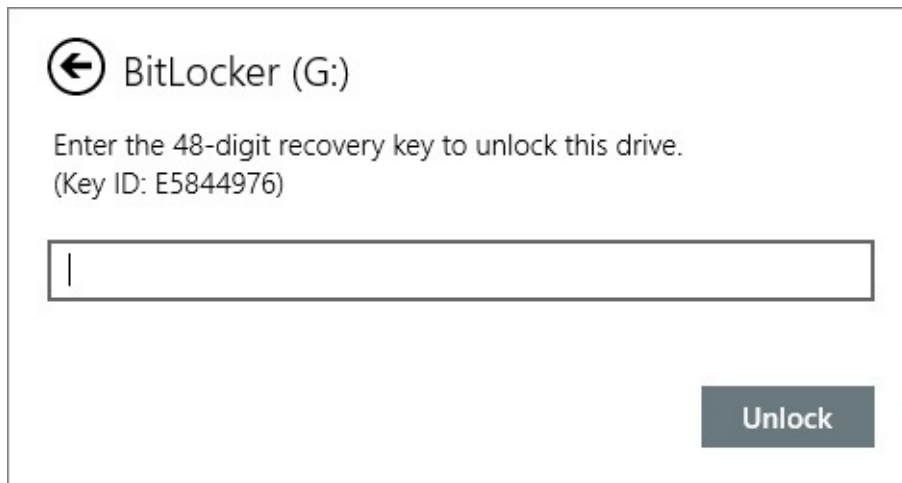 BitLocker (G:)
Enter the 48-digit recovery key to unlock this drive.
(Key ID: E5844976)
Unlock